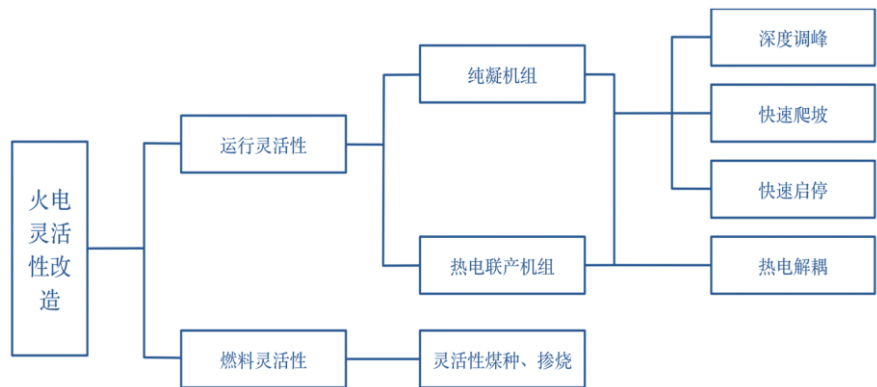 火电
灵活
性改
造
运行灵活性
燃料灵活性
纯凝机组
热电联产机组
灵活性煤种、掺烧
深度调峰
快速爬坡
快速启停
热电解耦